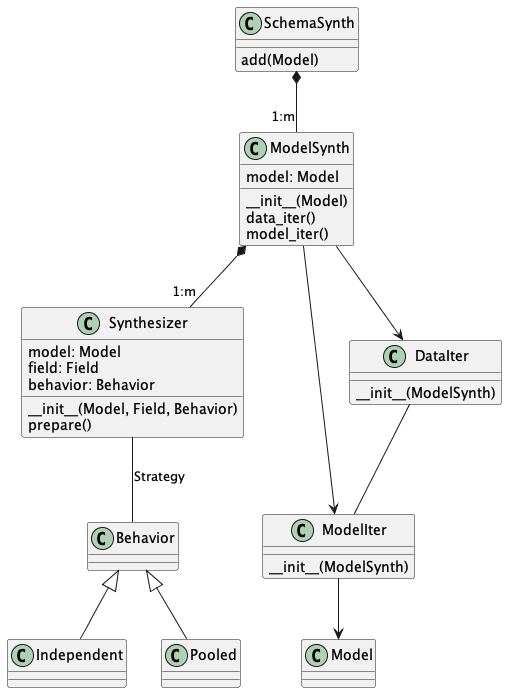 C SchemaSynth
add(Model)
1:m
C ModelSynth
model: Model
__init__(Model)
data_iter()
model_iter()
1:m
C Synthesizer
model: Model
field: Field
behavior: Behavior
__init__(Model, Field, Behavior)
prepare()
C DataIter
__init__(ModelSynth)
Strategy
C Behavior
C ModelIter
__init__(ModelSynth)
C Independent
C Pooled
C Model